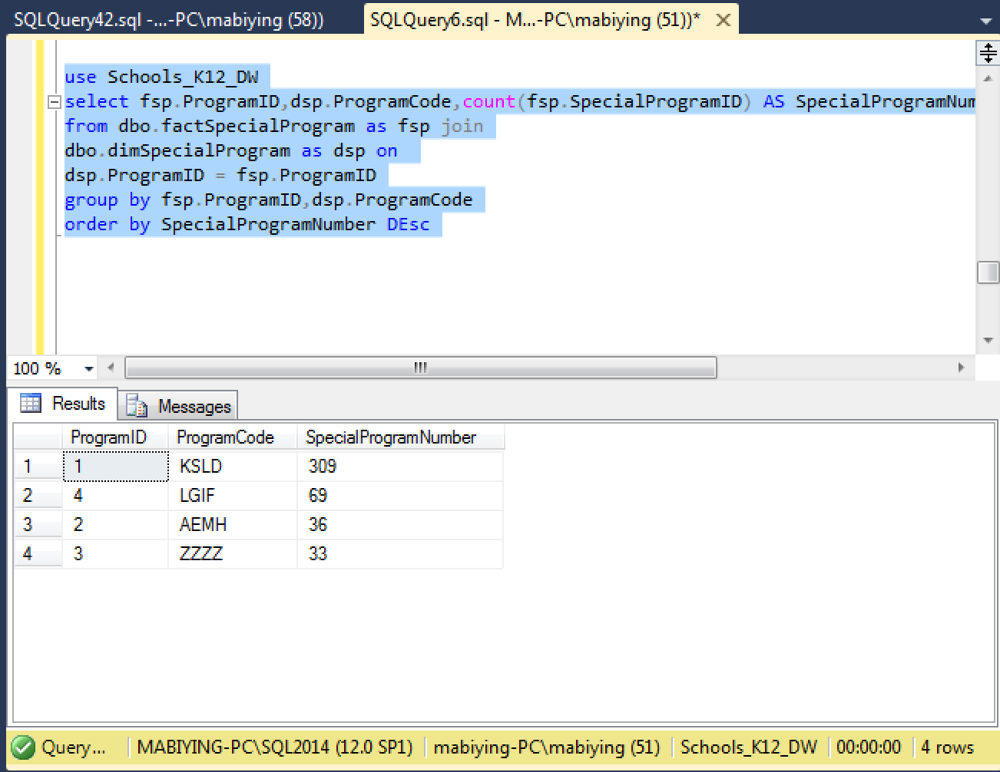 SQLQuery42.sql -...-PC\mabiying (58))
SQLQuery6.sql - M...-PC\mabiying (51))*
use Schools_K12_DW
select fsp.ProgramID,dsp.ProgramCode,count(fsp.SpecialProgramID) AS SpecialProgramNum
from dbo.factSpecialProgram as fsp join
dbo.dimSpecialProgram as dsp on
dsp.ProgramID = fsp.ProgramID
group by fsp.ProgramID,dsp.ProgramCode
order by SpecialProgramNumber DEsc
100 %
Results Messages
ProgramID ProgramCode SpecialProgramNumber
1 1 KSLD 309
2 4 LGIF 69
3 2 AEMH 36
4 3 ZZZZ 33
Query... MABIYING-PC\SQL2014 (12.0 SP1) mabiying-PC\mabiying (51) Schools_K12_DW 00:00:00 4 rows